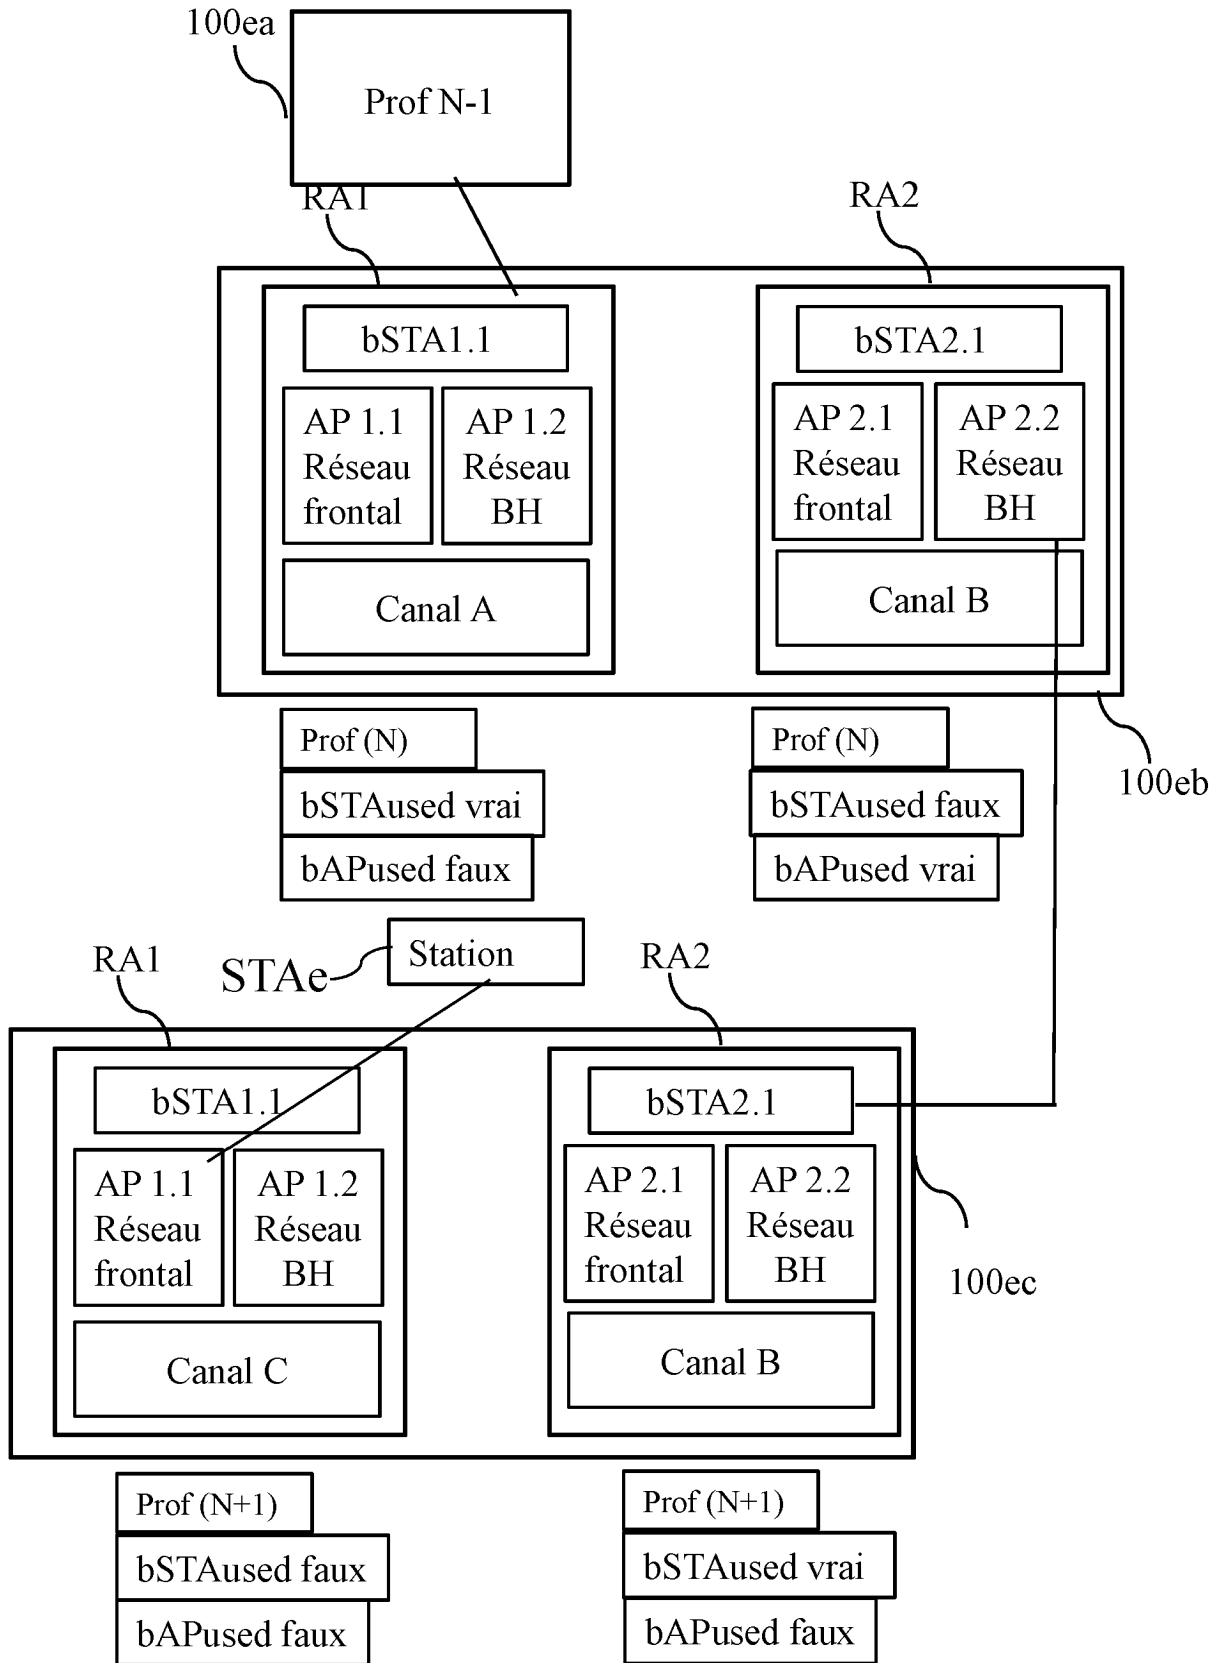 100ea
Prof N-1
RA1
RA2
bSTA1.1
bSTA2.1
AP 1.1
Réseau
frontal
AP 1.2
Réseau
BH
AP 2.1
Réseau
frontal
AP 2.2
Réseau
BH
Canal A
Canal B
100eb
Prof (N)
bSTAused vrai
bAPused faux
Prof (N)
bSTAused faux
bAPused vrai
Station
STAe
RA1
RA2
bSTA1.1
bSTA2.1
AP 1.1
Réseau
frontal
AP 1.2
Réseau
BH
AP 2.1
Réseau
frontal
AP 2.2
Réseau
BH
100ec
Canal C
Canal B
Prof (N+1)
bSTAused faux
bAPused faux
Prof (N+1)
bSTAused vrai
bAPused faux